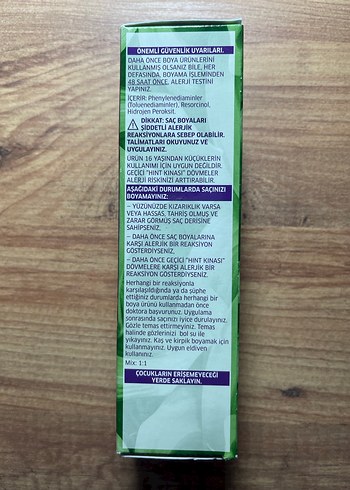 ÖNEMLİ GÜVENLİK UYARILARI.
DAHA ÖNCE BOYA ÜRÜNLERİNİ
KULLANMIŞ OLSANIZ BİLE, HER
DEFASINDA, BOYAMA İŞLEMİNDEN
48 SAAT ÖNCE, ALERJİ TESTİNİ
YAPINIZ.
İÇERİR: Phenylenediaminler
(Toluenediaminler), Resorcinol,
Hidrojen Peroksit.
DİKKAT: SAÇ BOYALARI
ŞİDDETLİ ALERJİK
REAKSİYONLARA SEBEP OLABİLİR.
TALİMATLARI OKUYUNUZ VE
UYGULAYINIZ.
ÜRÜN 16 YAŞINDAN KÜÇÜKLERİN
KULLANIMI İÇİN UYGUN DEĞİLDİR.
GEÇİCİ "HINT KINASI" DÖVMELER
ALERJİ RİSKİNİZİ ARTTIRABİLİR.
AŞAĞIDAKİ DURUMLARDA SAÇINIZI
BOYAMAYINIZ:
– YÜZÜNÜZDE KIZARIKLIK VARSA
VEYA HASSAS, TAHRİŞ OLMUŞ VE
ZARAR GÖRMÜŞ SAÇ DERİSİNE
SAHİPSENİZ.
– DAHA ÖNCE SAÇ BOYALARINA
KARŞI ALERJİK BİR REAKSİYON
GÖSTERDİYSENİZ,
– DAHA ÖNCE GEÇİCİ "HINT KINASI"
DÖVMELERE KARŞI ALERJİK BİR
REAKSİYON GÖSTERDİYSENİZ.
Herhangi bir reaksiyonla
karşılaşıldığında ya da şüphe
ettiğiniz durumlarda herhangi bir
boya ürünü kullanmadan önce
doktora başvurunuz. Uygulama
sonrasında saçınızı iyice durulayınız.
Gözle temas ettirmeyiniz. Temas
halinde gözlerinizi bol su ile
yıkayınız. Kaş ve kirpik boyamak için
kullanmayınız. Uygun eldiven
kullanınız.
Mix: 1:1
ÇOCUKLARIN ERİŞEMEYECEĞİ
YERDE SAKLAYIN.